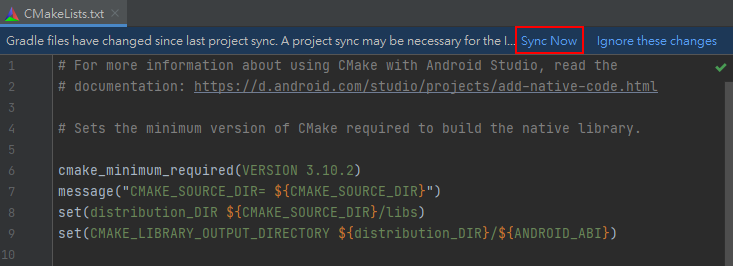 CMakeLists.txt
Gradle files have changed since last project sync. A project sync may be necessary for the I... Sync Now Ignore these changes
1 # For more information about using CMake with Android Studio, read the
2 # documentation: https://d.android.com/studio/projects/add-native-code.html
3
4 # Sets the minimum version of CMake required to build the native library.
5
6 cmake_minimum_required(VERSION 3.10.2)
7 message("CMAKE_SOURCE_DIR= ${CMAKE_SOURCE_DIR}")
8 set(distribution_DIR ${CMAKE_SOURCE_DIR}/libs)
9 set(CMAKE_LIBRARY_OUTPUT_DIRECTORY ${distribution_DIR}/${ANDROID_ABI})
10